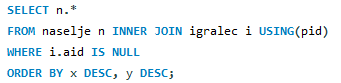 SELECT n.*
FROM naselje n INNER JOIN igralec i USING(pid)
WHERE i.aid IS NULL
ORDER BY x DESC, y DESC;